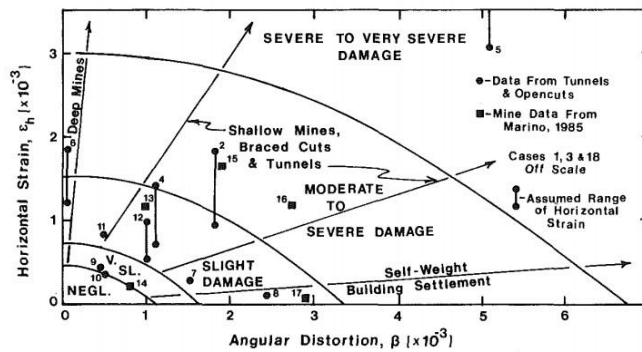 SEVERE TO VERY SEVERE
DAMAGE
5
Data From Tunnels
& Opencuts
Mine Data From
Marino, 1985
Cases 1, 3 & 18
Off Scale
Assumed Range
of Horizontal
Strain
Deep Mines
6
Shallow Mines,
Braced Cuts
& Tunnels
2
15
4
13
12
11
16
MODERATE
TO
SEVERE DAMAGE
9
10
V.
SL.
NEGL.
14
SLIGHT
DAMAGE
7
8
17
Self-Weight
Building Settlement
3
2
1
0
0
1
2
3
4
5
6
Horizontal Strain, εh [×10⁻³]
Angular Distortion, β [×10⁻³]